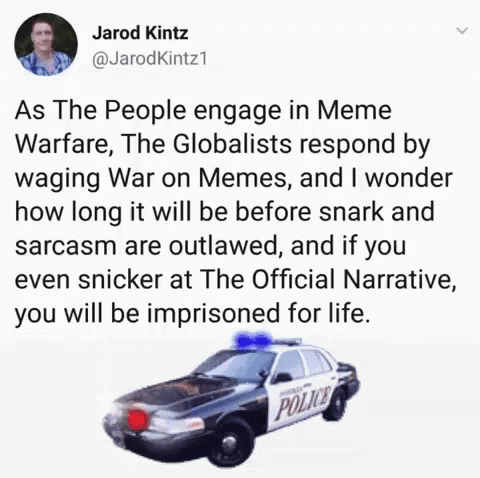 Jarod Kintz
@JarodKintz1
As The People engage in Meme
Warfare, The Globalists respond by
waging War on Memes, and I wonder
how long it will be before snark and
sarcasm are outlawed, and if you
even snicker at The Official Narrative,
you will be imprisoned for life.
POLICE